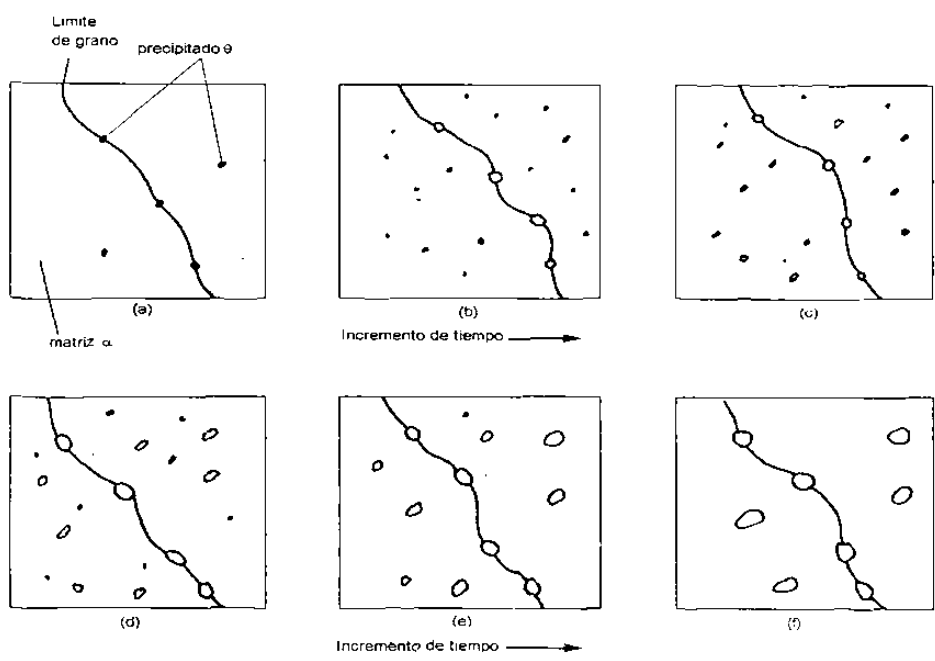 Límite
de grano
precipitado θ
matriz α
(a)
(b)
(c)
Incremento de tiempo
(d)
(e)
(f)
Incremento de tiempo